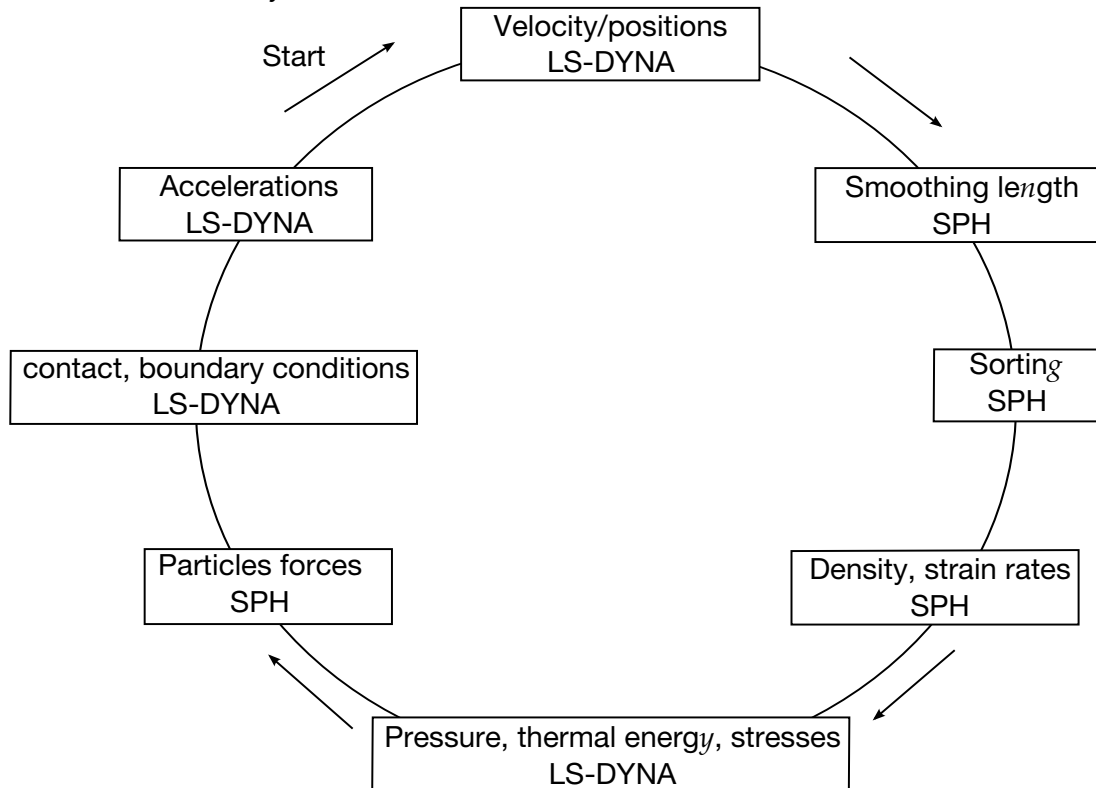 Velocity/positions
LS-DYNA
Start
Smoothing length
SPH
Sorting
SPH
Density, strain rates
SPH
Pressure, thermal energy, stresses
LS-DYNA
Particles forces
SPH
contact, boundary conditions
LS-DYNA
Accelerations
LS-DYNA